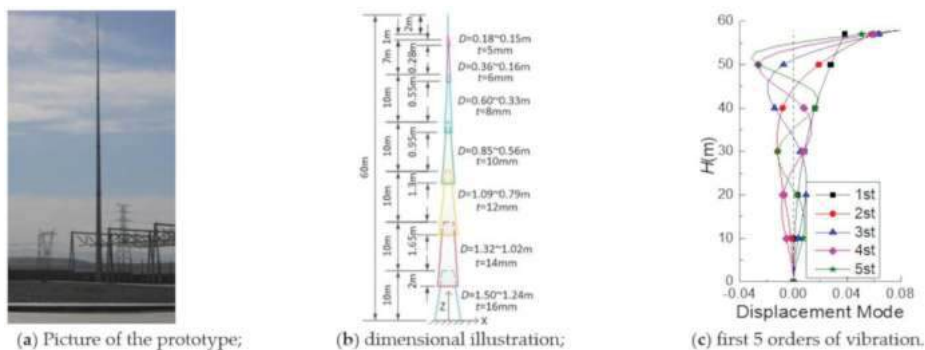 60m
2m
1m
7m
0.28m
10m
0.55m
10m
0.95m
10m
1.3m
10m
1.65m
10m
2m
D=0.18~0.15m
t=5mm
D=0.36~0.16m
t=6mm
D=0.60~0.33m
t=8mm
D=0.85~0.56m
t=10mm
D=1.09~0.79m
t=12mm
D=1.32~1.02m
t=14mm
D=1.50~1.24m
t=16mm
Z
X
H(m)
60
50
40
30
20
10
0
1st
2st
3st
4st
5st
-0.04 0.00 0.04 0.08
Displacement Mode
(a) Picture of the prototype;
(b) dimensional illustration;
(c) first 5 orders of vibration.